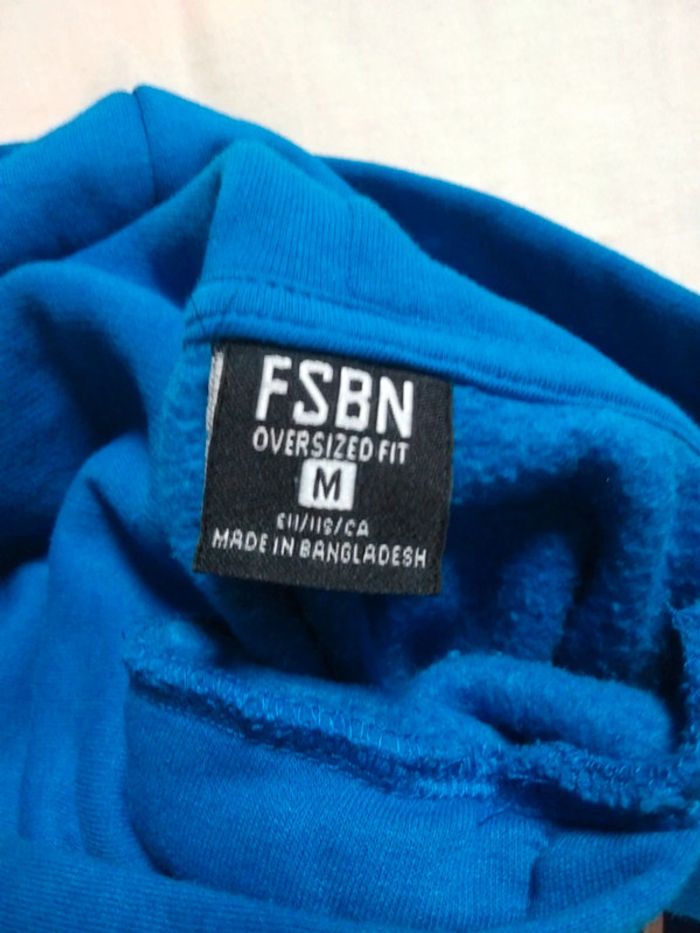 FSBN
OVERSIZED FIT
M
EU/US/CA
MADE IN BANGLADESH